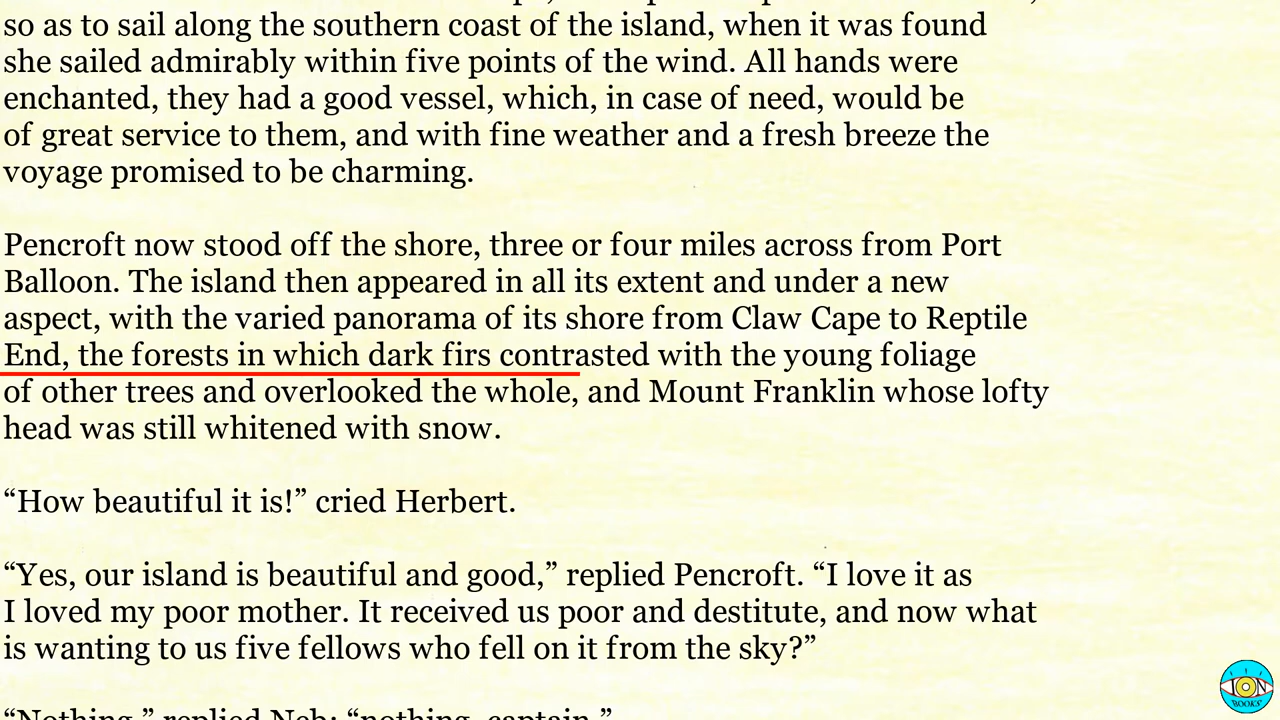 so as to sail along the southern coast of the island, when it was found
she sailed admirably within five points of the wind. All hands were
enchanted, they had a good vessel, which, in case of need, would be
of great service to them, and with fine weather and a fresh breeze the
voyage promised to be charming.
Pencroft now stood off the shore, three or four miles across from Port
Balloon. The island then appeared in all its extent and under a new
aspect, with the varied panorama of its shore from Claw Cape to Reptile
End, the forests in which dark firs contrasted with the young foliage
of other trees and overlooked the whole, and Mount Franklin whose lofty
head was still whitened with snow.
“How beautiful it is!” cried Herbert.
“Yes, our island is beautiful and good,” replied Pencroft. “I love it as
I loved my poor mother. It received us poor and destitute, and now what
is wanting to us five fellows who fell on it from the sky?”
“Nothing,” replied Neb; “nothing, captain.”
ION
BOOKS